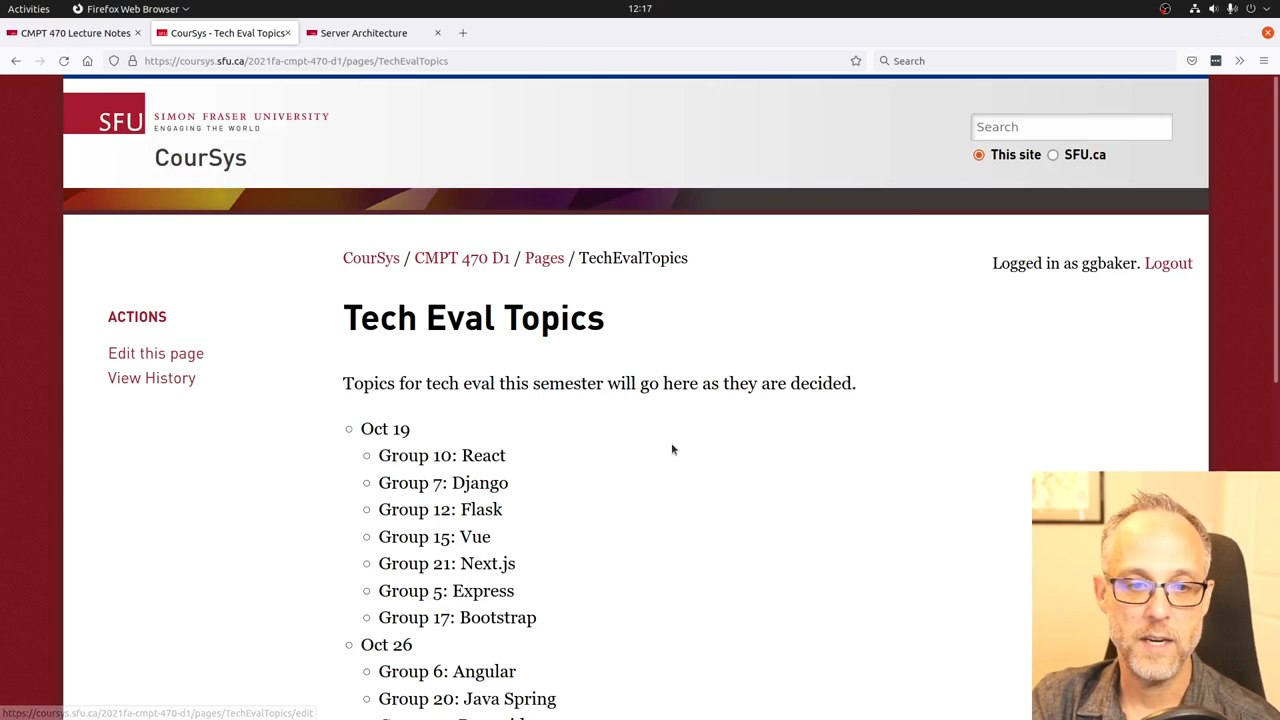 Activities
Firefox Web Browser
12:17
CMPT 470 Lecture Notes
CourSys - Tech Eval Topics
Server Architecture
https://coursys.sfu.ca/2021fa-cmpt-470-d1/pages/TechEvalTopics
Search
SFU
SIMON FRASER UNIVERSITY
ENGAGING THE WORLD
CourSys
Search
This site
SFU.ca
CourSys / CMPT 470 D1 / Pages / TechEvalTopics
Logged in as ggbaker. Logout
ACTIONS
Edit this page
View History
Tech Eval Topics
Topics for tech eval this semester will go here as they are decided.
Oct 19
Group 10: React
Group 7: Django
Group 12: Flask
Group 15: Vue
Group 21: Next.js
Group 5: Express
Group 17: Bootstrap
Oct 26
Group 6: Angular
Group 20: Java Spring
https://coursys.sfu.ca/2021fa-cmpt-470-d1/pages/TechEvalTopics/edit